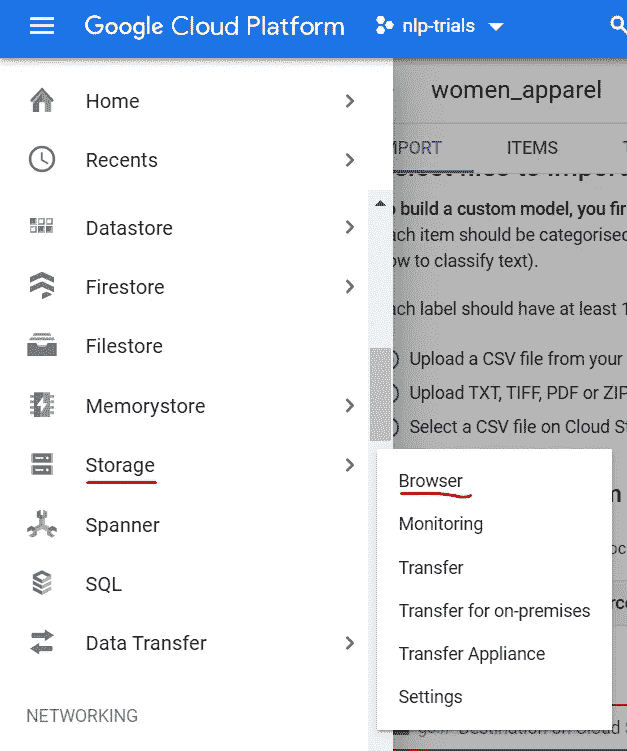 Google Cloud Platform
nlp-trials
Home
Recents
Datastore
Firestore
Filestore
Memorystore
Storage
Spanner
SQL
Data Transfer
NETWORKING
Browser
Monitoring
Transfer
Transfer for on-premises
Transfer Appliance
Settings
women_apparel
PORT ITEMS
build a custom model, you fir
ach item should be categorised
ow to classify text).
ach label should have at least 1
Upload a CSV file from your
Upload TXT, TIFF, PDF or ZIP
Select a CSV file on Cloud St